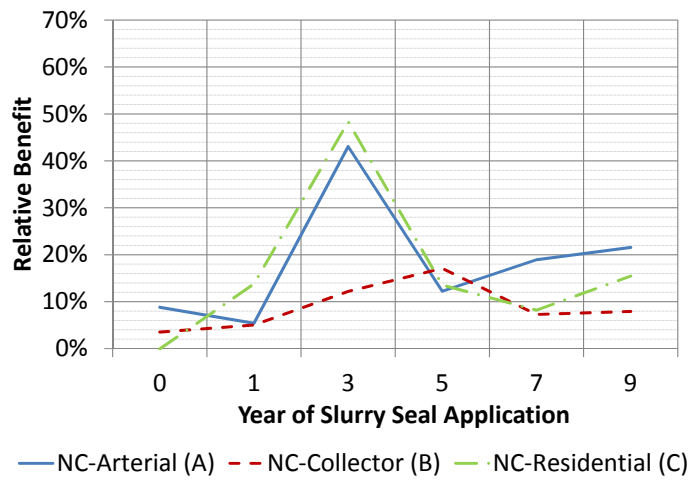 70%
60%
50%
40%
30%
20%
10%
0%
Relative Benefit
0 1 3 5 7 9
Year of Slurry Seal Application
NC-Arterial (A) NC-Collector (B) NC-Residential (C)